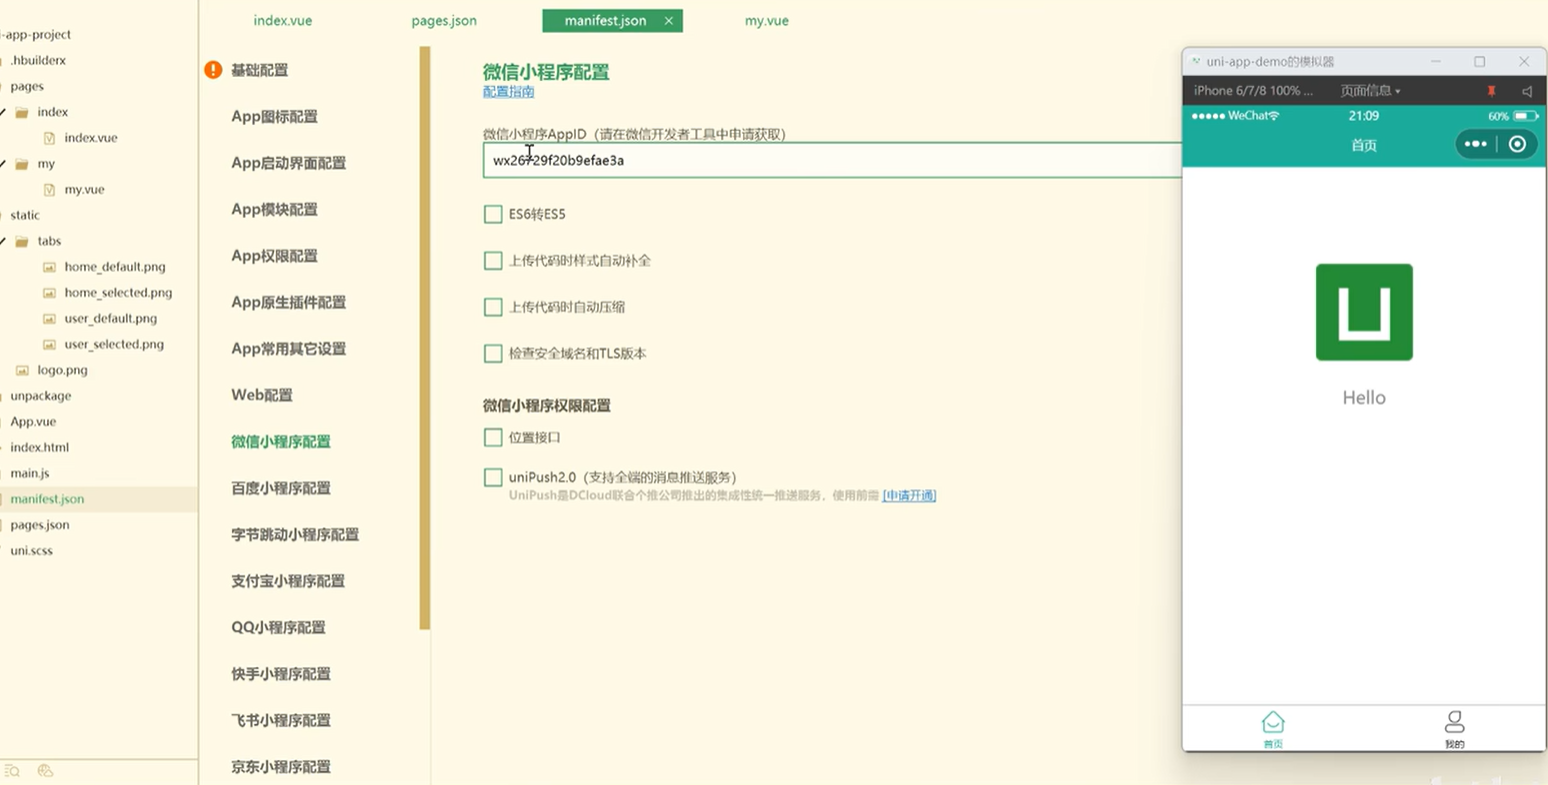 index.vue
pages.json
manifest.json
my.vue
i-app-project
.hbuilderx
pages
index
index.vue
my
my.vue
static
tabs
home_default.png
home_selected.png
user_default.png
user_selected.png
logo.png
unpackage
App.vue
index.html
main.js
manifest.json
pages.json
uni.scss
基础配置
App图标配置
App启动界面配置
App模块配置
App权限配置
App原生插件配置
App常用其它设置
Web配置
微信小程序配置
百度小程序配置
字节跳动小程序配置
支付宝小程序配置
QQ小程序配置
快手小程序配置
飞书小程序配置
京东小程序配置
微信小程序配置
配置指南
微信小程序AppID（请在微信开发者工具中申请获取）
ES6转ES5
上传代码时样式自动补全
上传代码时自动压缩
检查安全域名和TLS版本
微信小程序权限配置
位置接口
uniPush2.0（支持全端的消息推送服务）
UniPush是DCloud联合个推公司推出的集成性统一推送服务，使用前需 [申请开通]
uni-app-demo的模拟器
iPhone 6/7/8 100% ...
页面信息
WeChat
21:09
60%
首页
Hello
首页
我的